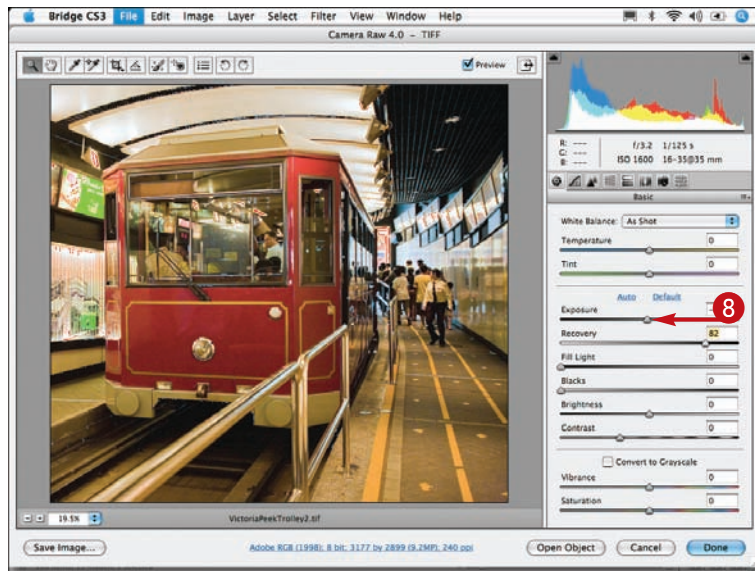 Bridge CS3 File Edit Image Layer Select Filter View Window Help
Camera Raw 4.0 - TIFF
Preview
R: ---
G: ---
B: ---
f/3.2 1/125 s
ISO 1600 16-35@35 mm
Basic
White Balance: As Shot
Temperature 0
Tint 0
Auto Default
Exposure
8
Recovery 82
Fill Light 0
Blacks 0
Brightness 0
Contrast 0
Convert to Grayscale
Vibrance 0
Saturation 0
19.5% VictoriaPeekTrolley2.tif
Save Image... Adobe RGB (1998); 8 bit; 3177 by 2899 (9.2MP); 240 ppi Open Object Cancel Done